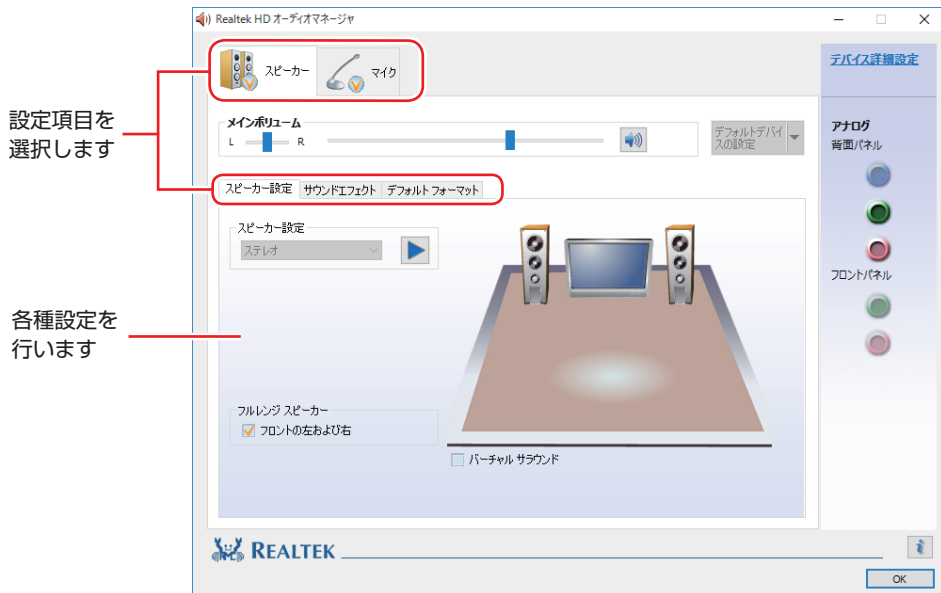 Realtek HD オーディオマネージャ
スピーカー
マイク
デバイス詳細設定
設定項目を
選択します
メインボリューム
L
R
デフォルトデバイ
スの設定
アナログ
背面パネル
スピーカー設定
サウンドエフェクト
デフォルト フォーマット
スピーカー設定
ステレオ
フロントパネル
各種設定を
行います
フルレンジ スピーカー
フロントの左および右
バーチャル サラウンド
REALTEK
OK